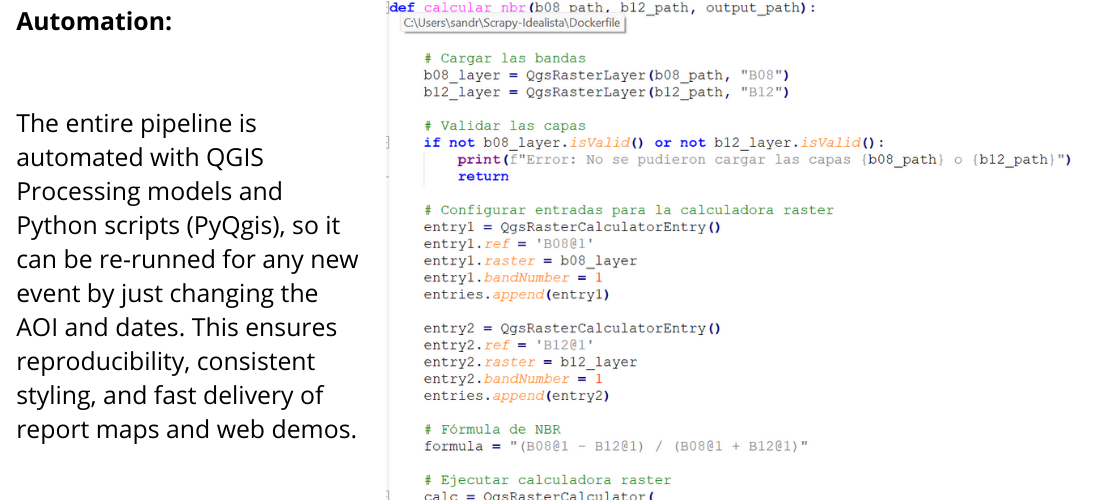 Automation:
The entire pipeline is
automated with QGIS
Processing models and
Python scripts (PyQgis), so it
can be re-runned for any new
event by just changing the
AOI and dates. This ensures
reproducibility, consistent
styling, and fast delivery of
report maps and web demos.
def calcular_nbr(b08_path, b12_path, output_path):
C:\Users\sandr\Scrapy-Idealista\Dockerfile
# Cargar las bandas
b08_layer = QgsRasterLayer(b08_path, "B08")
b12_layer = QgsRasterLayer(b12_path, "B12")
# Validar las capas
if not b08_layer.isValid() or not b12_layer.isValid():
print(f"Error: No se pudieron cargar las capas {b08_path} o {b12_path}")
return
# Configurar entradas para la calculadora raster
entry1 = QgsRasterCalculatorEntry()
entry1.ref = 'B08@1'
entry1.raster = b08_layer
entry1.bandNumber = 1
entries.append(entry1)
entry2 = QgsRasterCalculatorEntry()
entry2.ref = 'B12@1'
entry2.raster = b12_layer
entry2.bandNumber = 1
entries.append(entry2)
# Fórmula de NBR
formula = "(B08@1 - B12@1) / (B08@1 + B12@1)"
# Ejecutar calculadora raster
calc = QgsRasterCalculator(